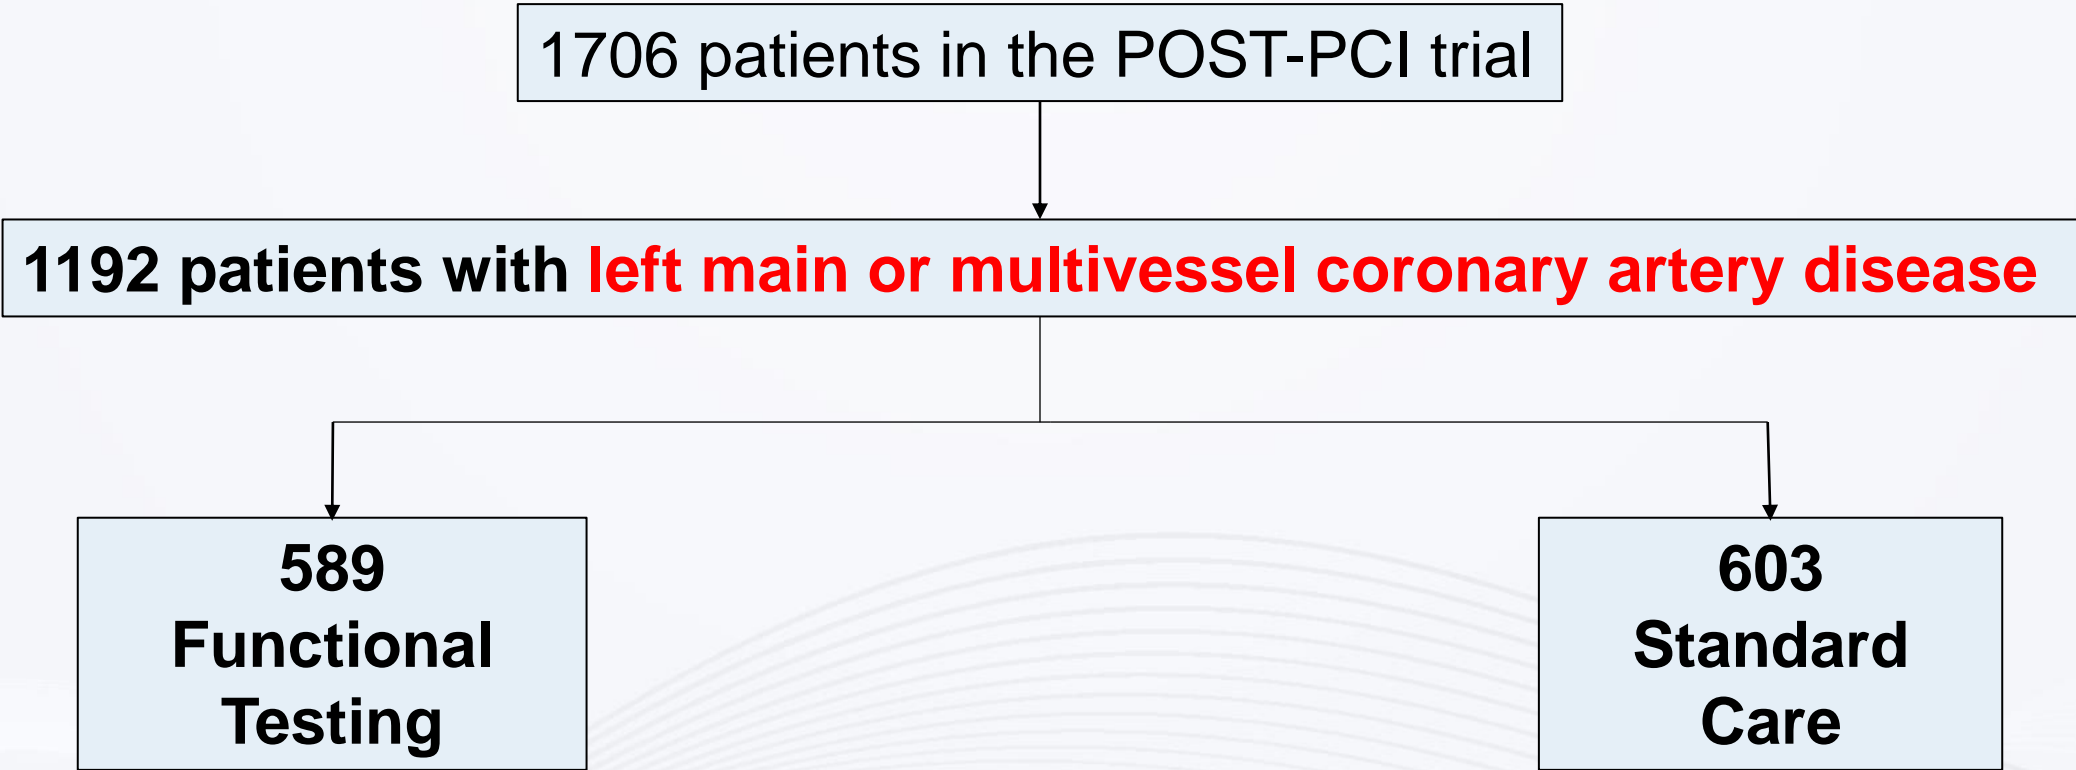 1706 patients in the POST-PCI trial
1192 patients with left main or multivessel coronary artery disease
589
Functional
Testing
603
Standard
Care